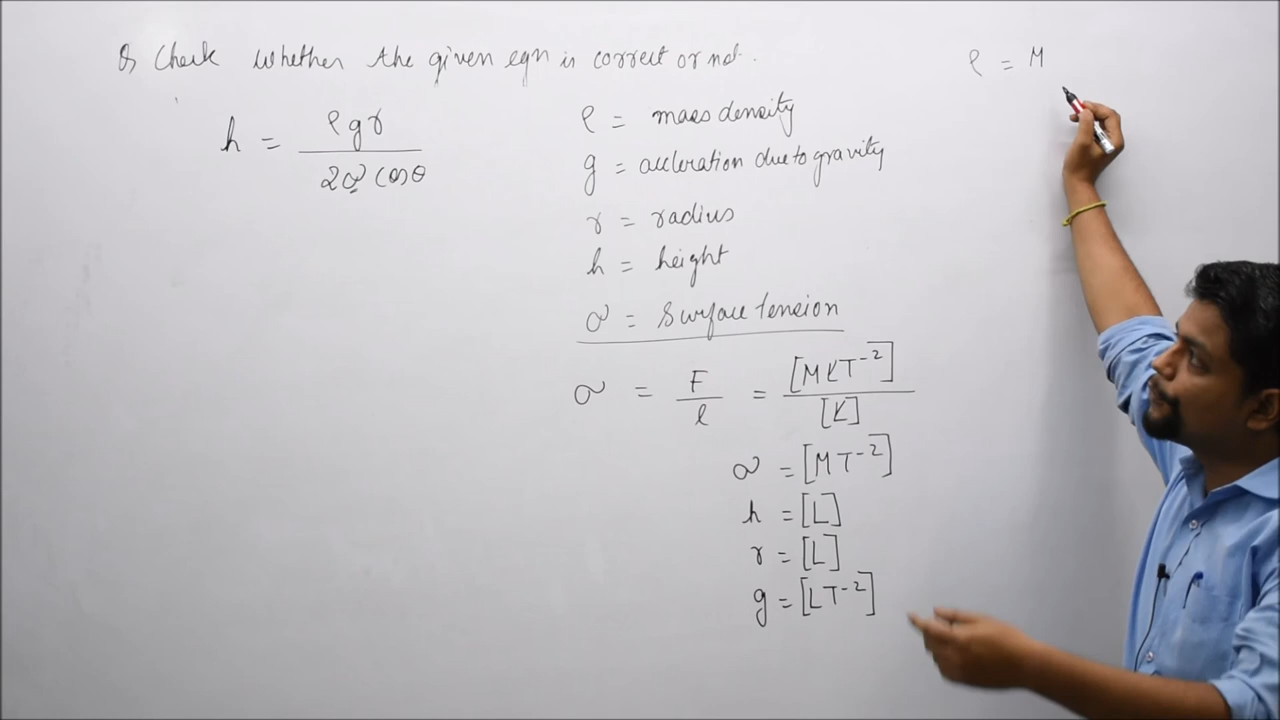 Q Check whether the given eqn is correct or not.
h = ρgr / 2σ cosθ
ρ = mass density
g = accleration due to gravity
r = radius
h = height
σ = Surface tension
σ = F / l = [MLT⁻²] / [L]
σ = [MT⁻²]
h = [L]
r = [L]
g = [LT⁻²]
ρ = M